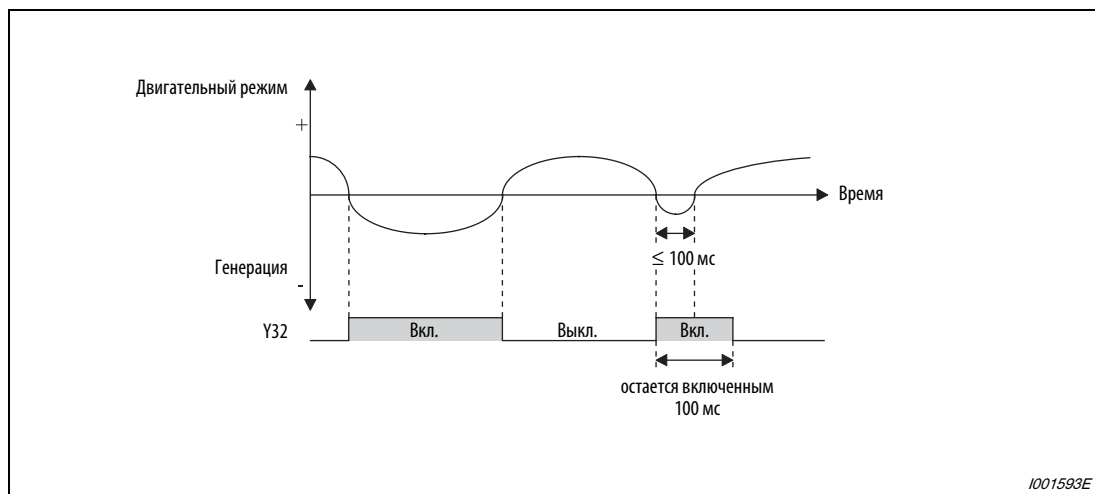 Двигательный режим
+
Время
≤ 100 мс
Генерация
-
Y32
Вкл.
Выкл.
Вкл.
остается включенным
100 мс
I001593E